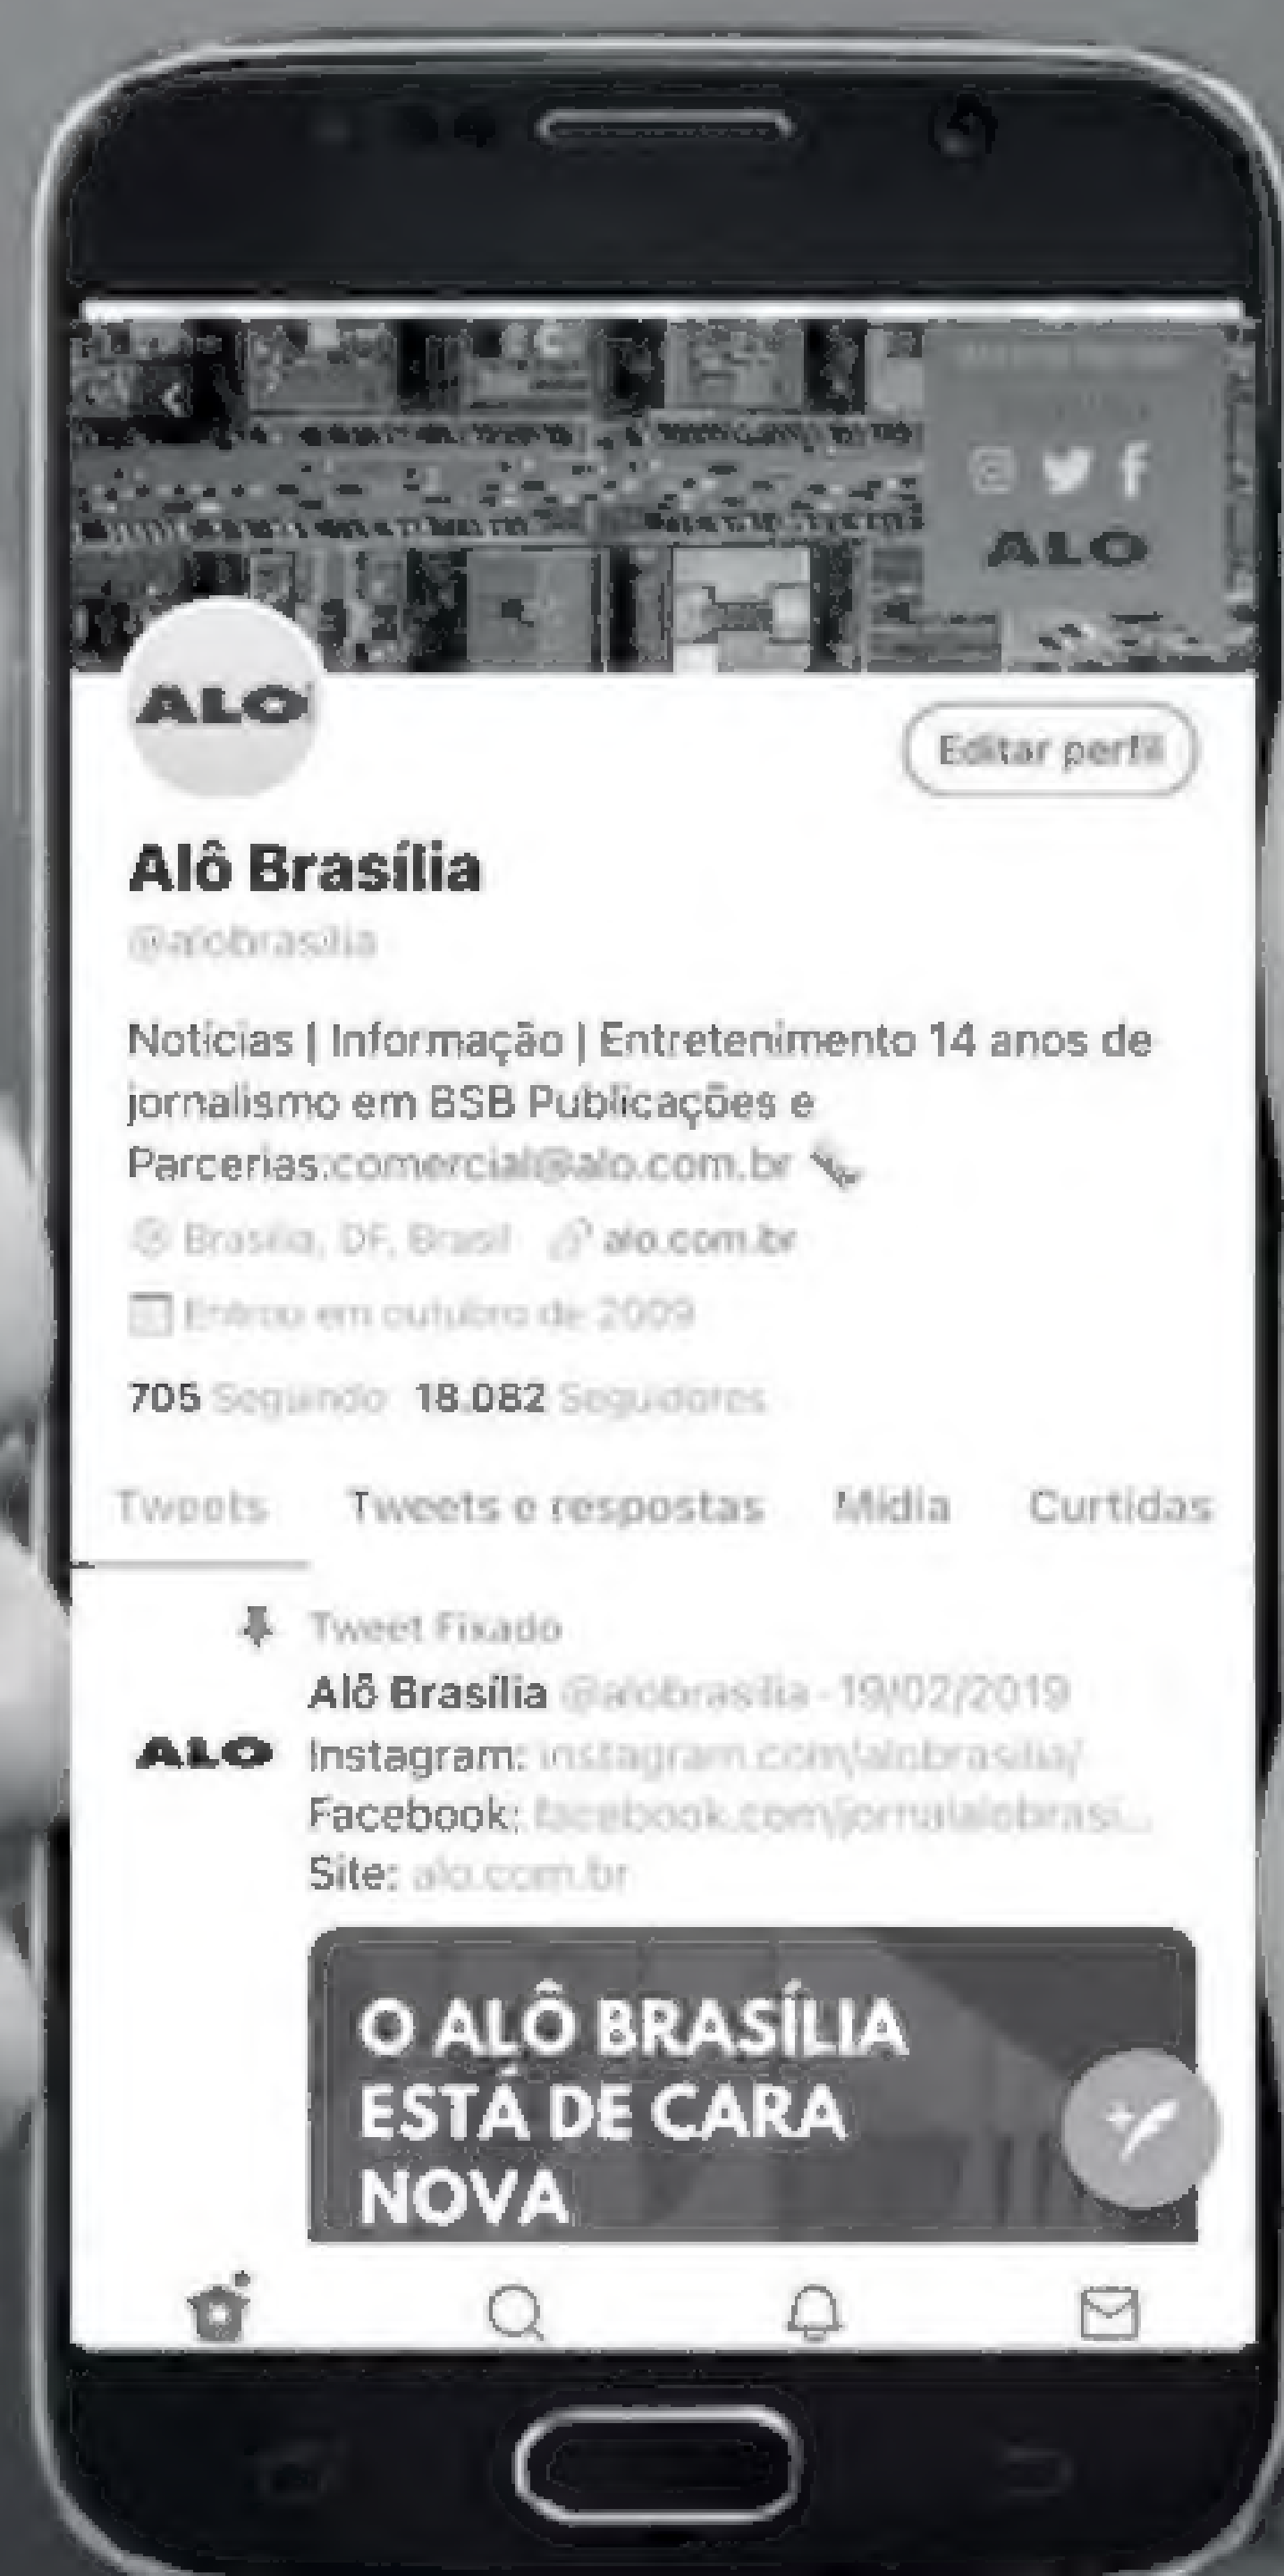 ALO
ALO
Editar perfil
Alô Brasília
@alobrasilia
Notícias | Informação | Entretenimento 14 anos de
jornalismo em BSB Publicações e
Parcerias:comercial@alo.com.br
Brasília, DF, Brasil alo.com.br
Entrou em outubro de 2009
705 Seguindo 18.082 Seguidores
Tweets Tweets e respostas Mídia Curtidas
Tweet Fixado
Alô Brasília @alobrasilia · 19/02/2019
ALO
Instagram: instagram.com/alobrasilia/
Facebook: facebook.com/jornalalobrasi...
Site: alo.com.br
O ALÔ BRASÍLIA
ESTÁ DE CARA
NOVA